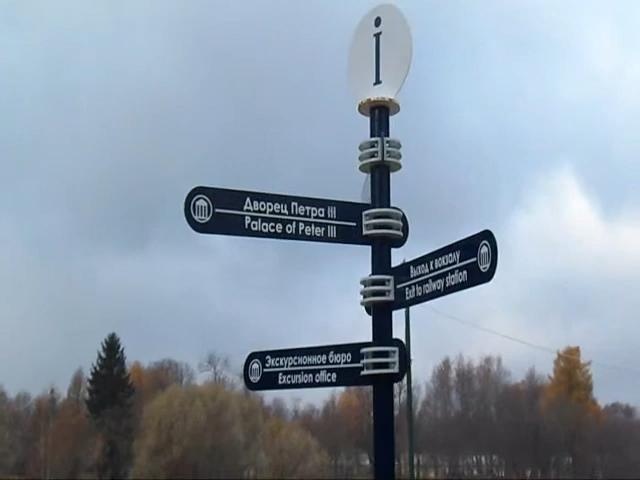 i
Дворец Петра III
Palace of Peter III
Выход к вокзалу
Exit to railway station
Экскурсионное бюро
Excursion office